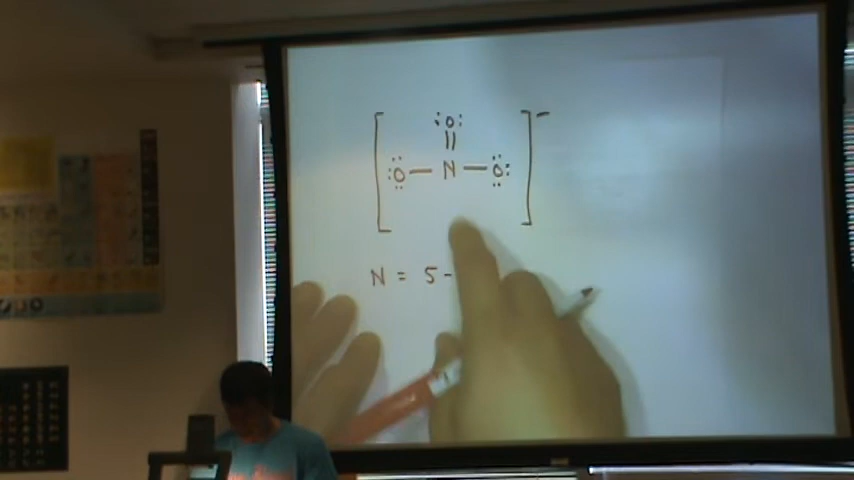 [ :O: ]⁻
||
:O — N — O:
N = 5 -